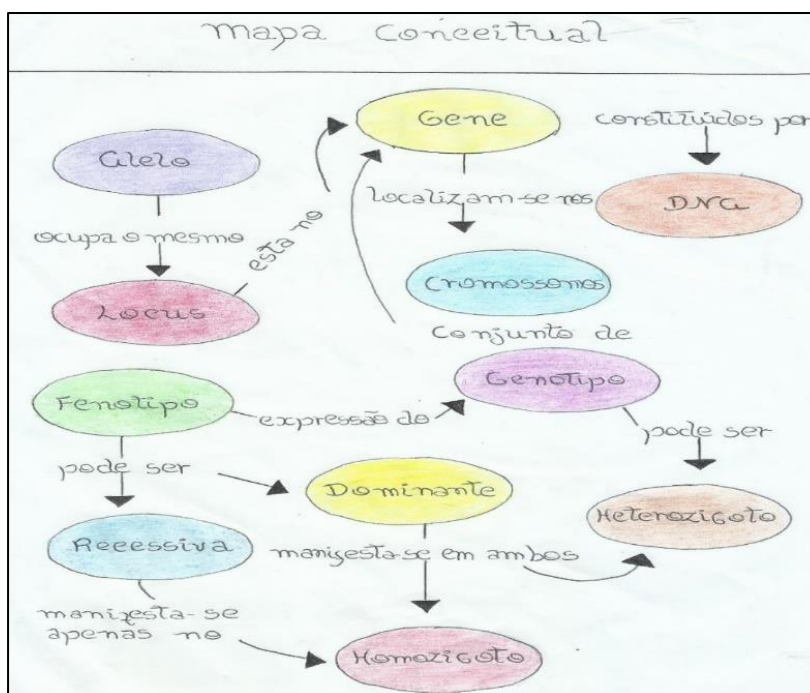 mapa conceitual
Gene
constituídos por
alelo
localizam-se nos
DNA
ocupa o mesmo
esta no
Cromossomos
Locus
Conjunto de
Genotipo
Fenotipo
expressão do
pode ser
pode ser
Dominante
Heterozigoto
Recessiva
manifesta-se em ambos
manifesta-se
apenas no
Homozigoto